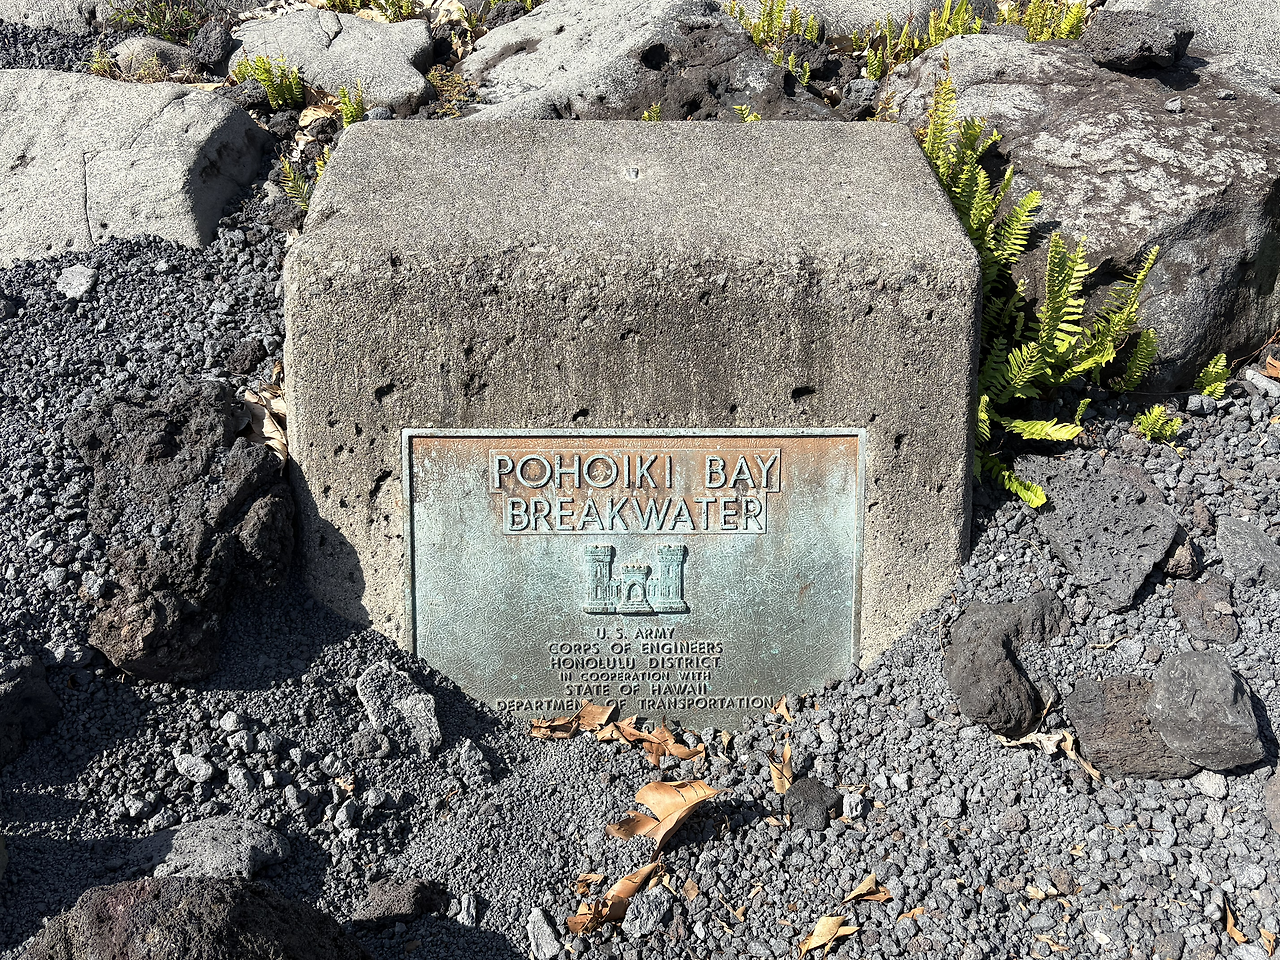 POHOIKI BAY
BREAKWATER
U. S. ARMY
CORPS OF ENGINEERS
HONOLULU DISTRICT
IN COOPERATION WITH
STATE OF HAWAII
DEPARTMENT OF TRANSPORTATION